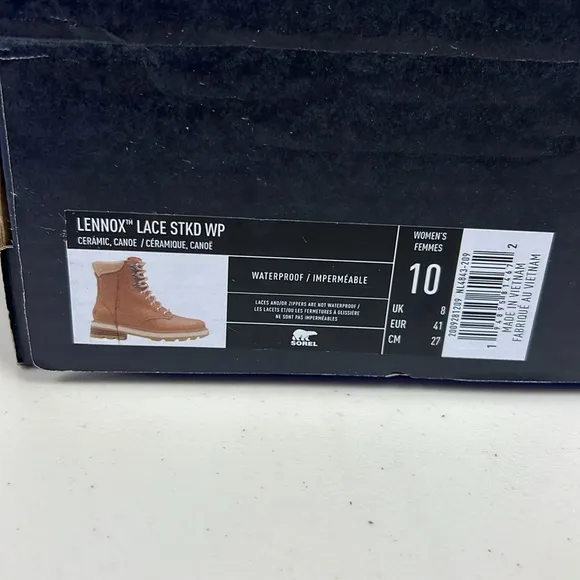 LENNOX™ LACE STKD WP
CERAMIC, CANOE / CÉRAMIQUE, CANOË
WATERPROOF / IMPERMÉABLE
LACES AND/OR ZIPPERS ARE NOT WATERPROOF /
LES LACETS ET/OU LES FERMETURES À GLISSIÈRE
NE SONT PAS IMPERMÉABLES
SOREL
WOMEN'S
FEMMES
10
UK 8
EUR 41
CM 27
2009281209 NL4843-209
MADE IN VIETNAM
FABRIQUÉ AU VIETNAM